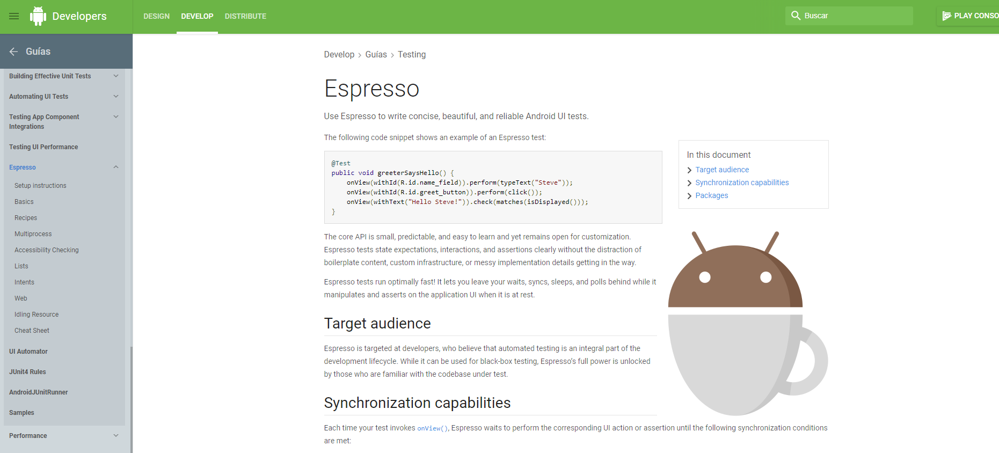 Developers
DESIGN
DEVELOP
DISTRIBUTE
Buscar
PLAY CONSO
Guías
Building Effective Unit Tests
Automating UI Tests
Testing App Component
Integrations
Testing UI Performance
Espresso
Setup instructions
Basics
Recipes
Multiprocess
Accessibility Checking
Lists
Intents
Web
Idling Resource
Cheat Sheet
UI Automator
JUnit4 Rules
AndroidJUnitRunner
Samples
Performance
Develop > Guías > Testing
Espresso
Use Espresso to write concise, beautiful, and reliable Android UI tests.
The following code snippet shows an example of an Espresso test:
@Test
public void greeterSaysHello() {
    onView(withId(R.id.name_field)).perform(typeText("Steve"));
    onView(withId(R.id.greet_button)).perform(click());
    onView(withText("Hello Steve!")).check(matches(isDisplayed()));
}
In this document
Target audience
Synchronization capabilities
Packages
The core API is small, predictable, and easy to learn and yet remains open for customization.
Espresso tests state expectations, interactions, and assertions clearly without the distraction of
boilerplate content, custom infrastructure, or messy implementation details getting in the way.
Espresso tests run optimally fast! It lets you leave your waits, syncs, sleeps, and polls behind while it
manipulates and asserts on the application UI when it is at rest.
Target audience
Espresso is targeted at developers, who believe that automated testing is an integral part of the
development lifecycle. While it can be used for black-box testing, Espresso’s full power is unlocked
by those who are familiar with the codebase under test.
Synchronization capabilities
Each time your test invokes onView(), Espresso waits to perform the corresponding UI action or assertion until the following synchronization conditions
are met: